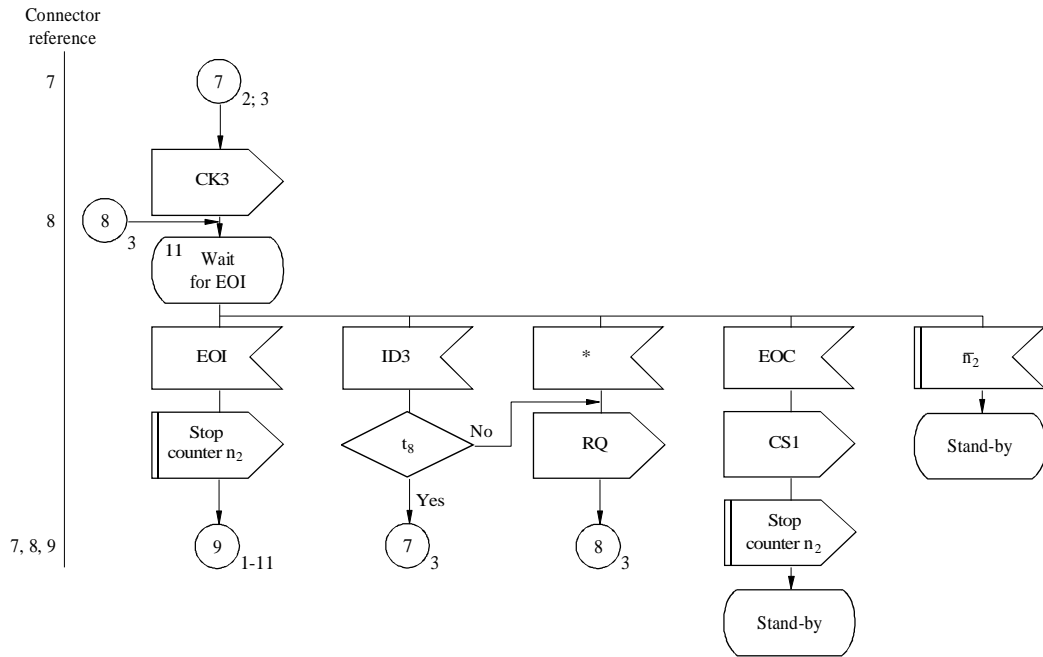 Connector
reference
7
7
2; 3
CK3
8
8
3
11
Wait
for EOI
EOI
ID3
*
EOC
n̅2
Stop
counter n2
t8
No
RQ
CS1
Stand-by
Yes
7, 8, 9
9
1-11
7
3
8
3
Stop
counter n2
Stand-by